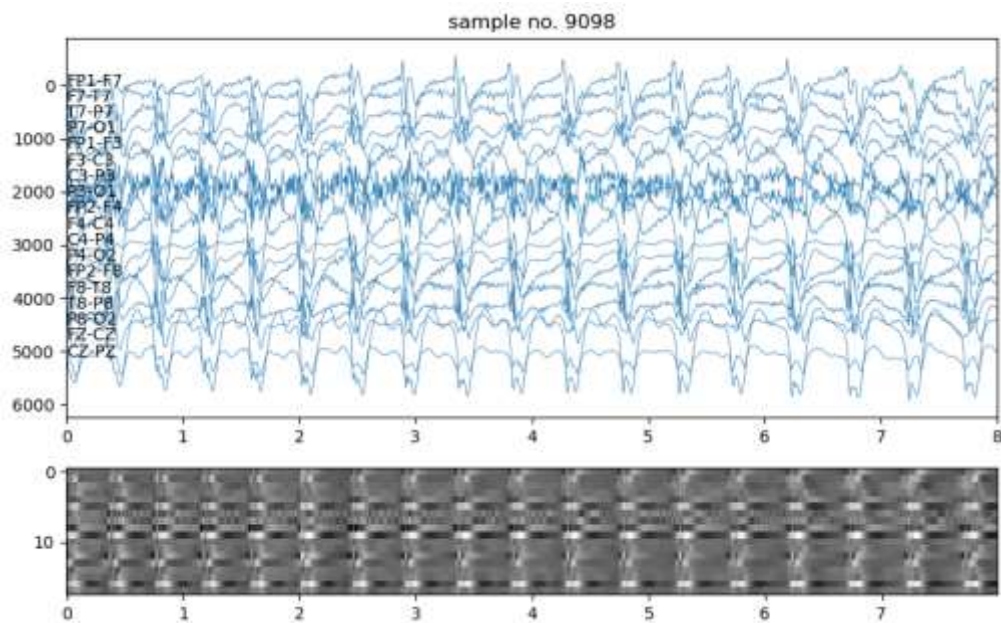 sample no. 9098
0
1000
2000
3000
4000
5000
6000
FP1-F7
F7-T7
T7-P7
P7-O1
FP1-F3
F3-C3
C3-P3
P3-O1
FP2-F4
F4-C4
C4-P4
P4-O2
FP2-F8
F8-T8
T8-P8
P8-O2
FZ-CZ
CZ-PZ
0 1 2 3 4 5 6 7 8
0
10
0 1 2 3 4 5 6 7